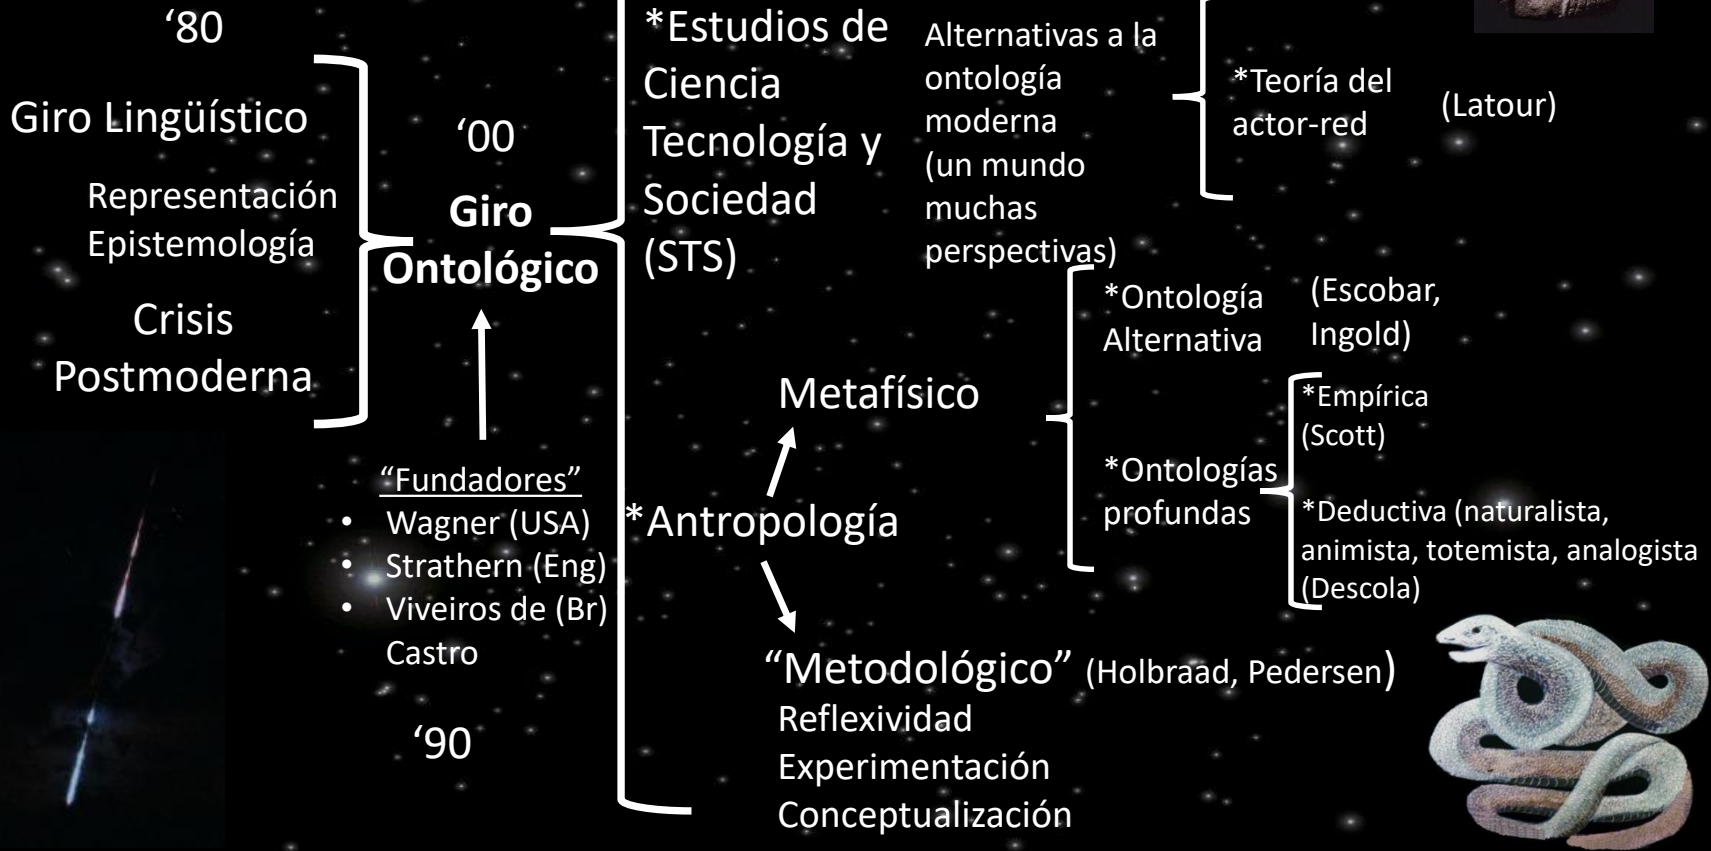 ‘80
Giro Lingüístico
Representación
Epistemología
Crisis
Postmoderna
‘00
Giro
Ontológico
“Fundadores”
• Wagner (USA)
• Strathern (Eng)
• Viveiros de (Br)
Castro
‘90
*Estudios de
Ciencia
Tecnología y
Sociedad
(STS)
Alternativas a la
ontología
moderna
(un mundo
muchas
perspectivas)
*Teoría del
actor-red
(Latour)
*Antropología
Metafísico
*Ontología
Alternativa
(Escobar,
Ingold)
*Ontologías
profundas
*Empírica
(Scott)
*Deductiva (naturalista,
animista, totemista, analogista
(Descola)
“Metodológico” (Holbraad, Pedersen)
Reflexividad
Experimentación
Conceptualización